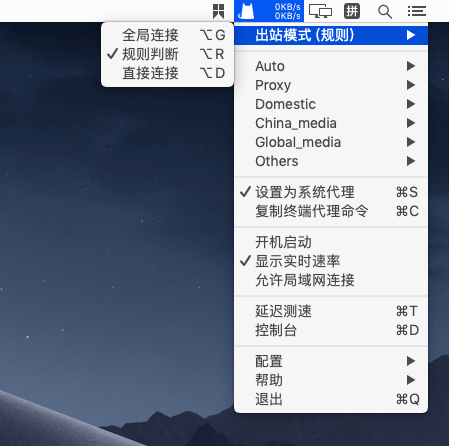 0KB/s
0KB/s
拼
全局连接 ⌥G
✓ 规则判断 ⌥R
直接连接 ⌥D
出站模式 (规则) ▶
Auto ▶
Proxy ▶
Domestic ▶
China_media ▶
Global_media ▶
Others ▶
✓ 设置为系统代理 ⌘S
复制终端代理命令 ⌘C
开机启动
✓ 显示实时速率
允许局域网连接
延迟测速 ⌘T
控制台 ⌘D
配置 ▶
帮助 ▶
退出 ⌘Q